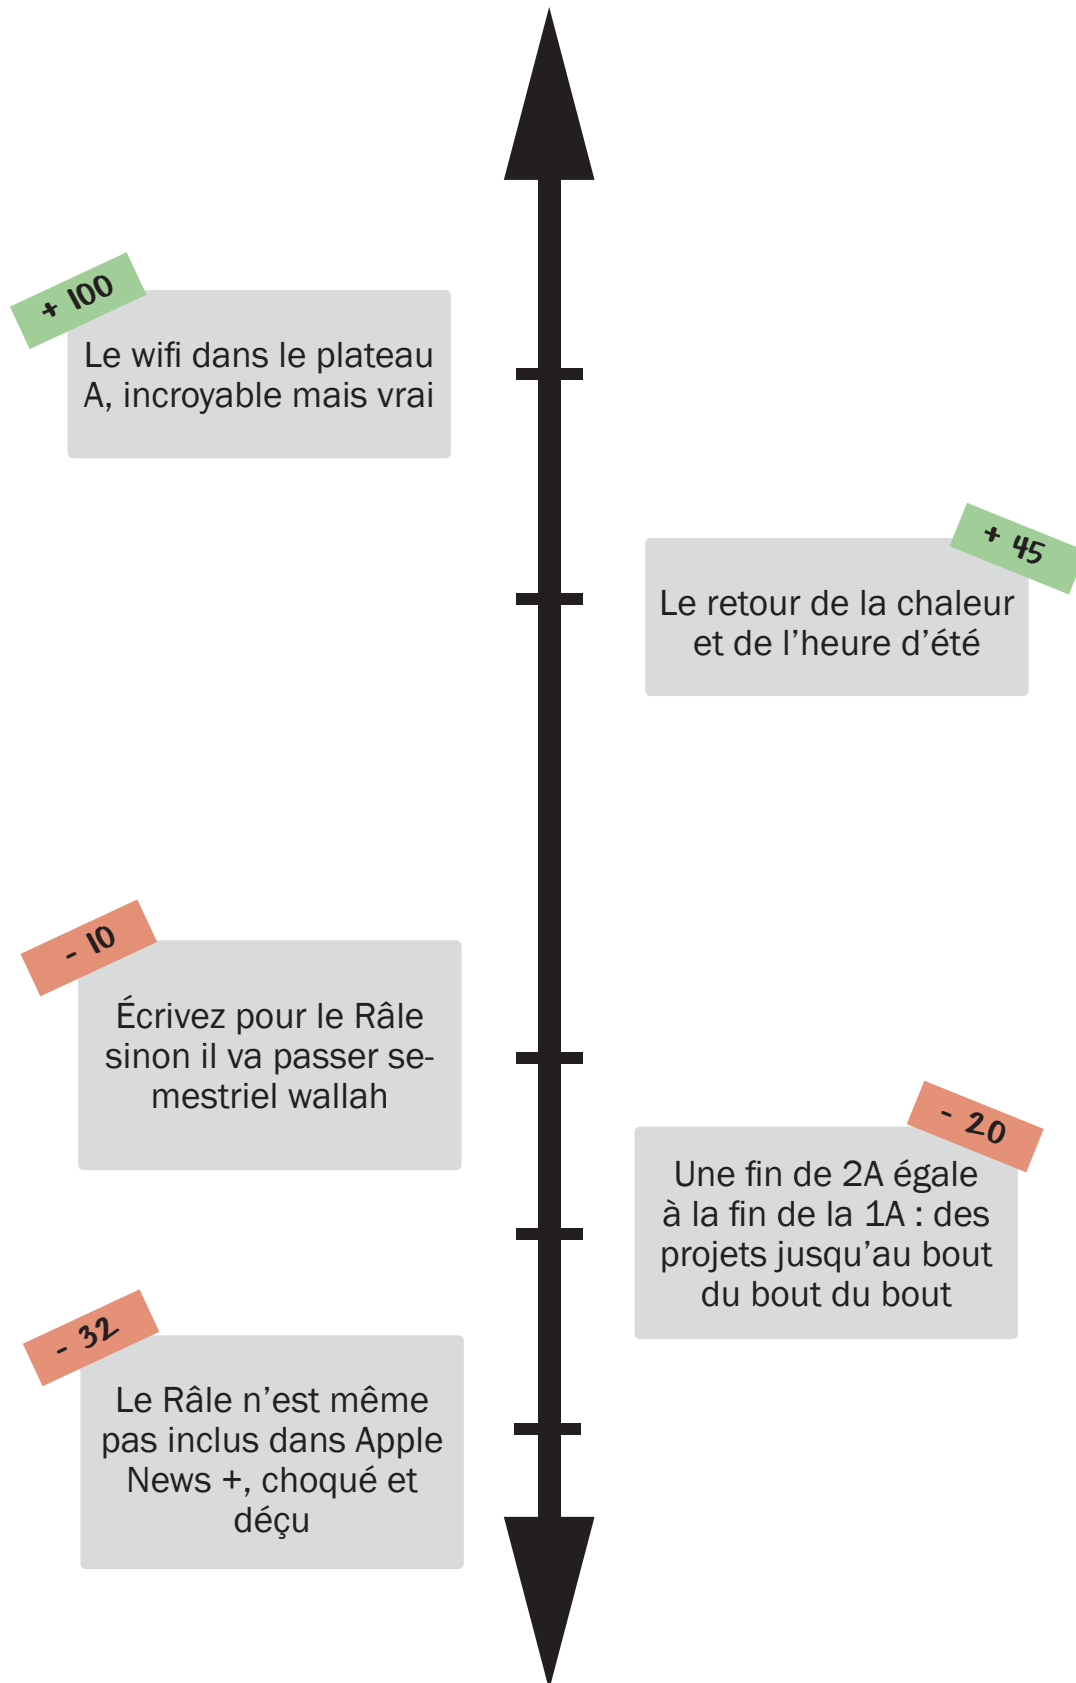 + 100
Le wifi dans le plateau
A, incroyable mais vrai
+ 45
Le retour de la chaleur
et de l’heure d’été
- 10
Écrivez pour le Râle
sinon il va passer se-
mestriel wallah
- 20
Une fin de 2A égale
à la fin de la 1A : des
projets jusqu’au bout
du bout du bout
- 32
Le Râle n’est même
pas inclus dans Apple
News +, choqué et
déçu